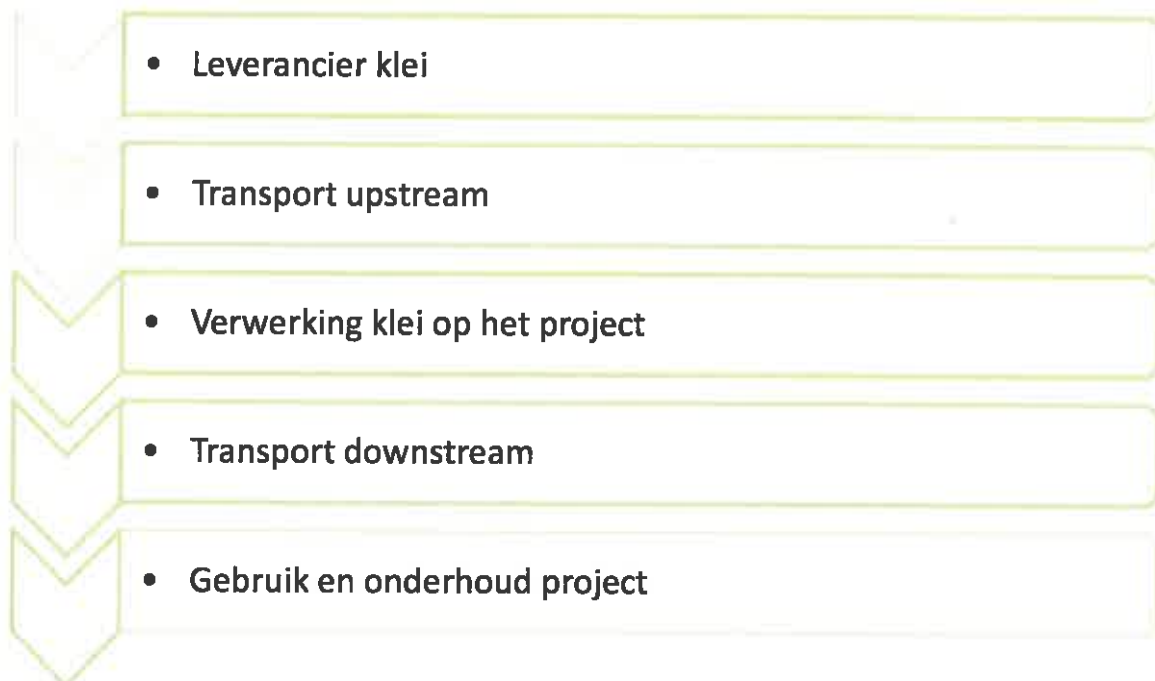 • Leverancier klei
• Transport upstream
• Verwerking klei op het project
• Transport downstream
• Gebruik en onderhoud project